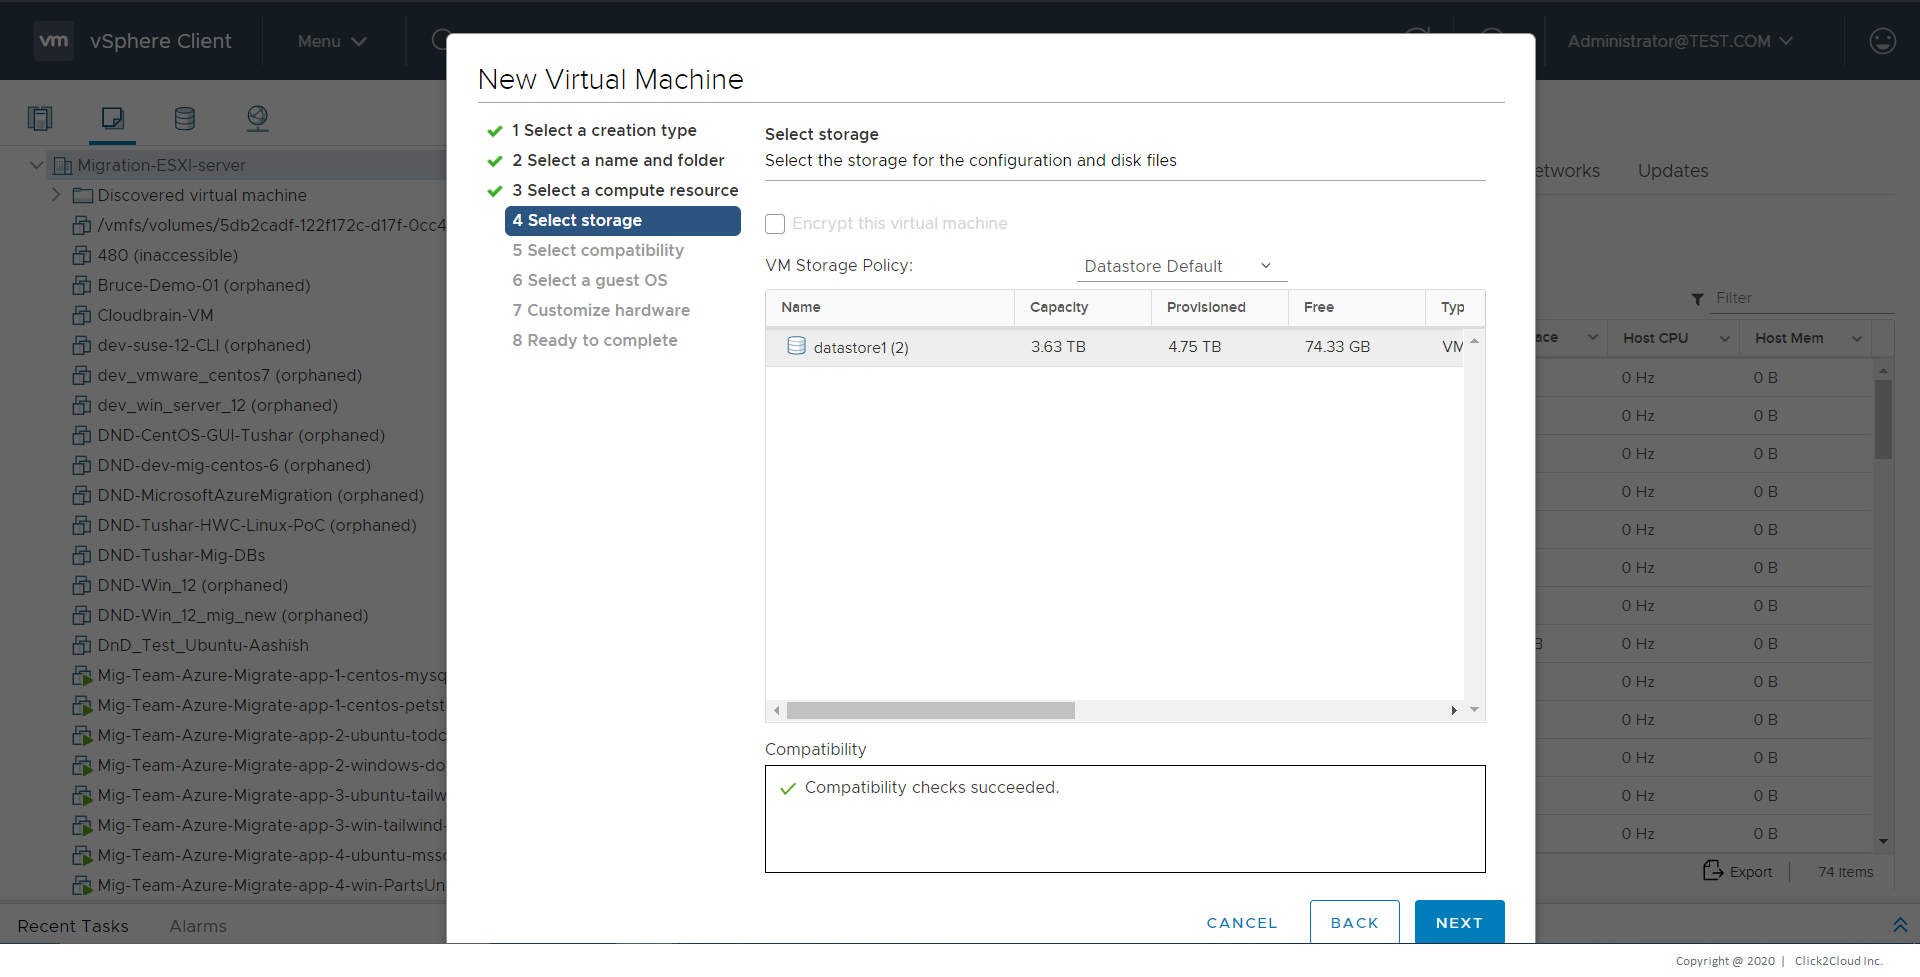 vm vSphere Client Menu Administrator@TEST.COM
New Virtual Machine
1 Select a creation type
2 Select a name and folder
3 Select a compute resource
4 Select storage
5 Select compatibility
6 Select a guest OS
7 Customize hardware
8 Ready to complete
Select storage
Select the storage for the configuration and disk files
Encrypt this virtual machine
VM Storage Policy: Datastore Default
Name Capacity Provisioned Free Typ
datastore1 (2) 3.63 TB 4.75 TB 74.33 GB VM
Compatibility
Compatibility checks succeeded.
CANCEL BACK NEXT
Migration-ESXI-server
Discovered virtual machine
/vmfs/volumes/5db2cadf-122f172c-d17f-0cc4
480 (inaccessible)
Bruce-Demo-01 (orphaned)
Cloudbrain-VM
dev-suse-12-CLI (orphaned)
dev_vmware_centos7 (orphaned)
dev_win_server_12 (orphaned)
DND-CentOS-GUI-Tushar (orphaned)
DND-dev-mig-centos-6 (orphaned)
DND-MicrosoftAzureMigration (orphaned)
DND-Tushar-HWC-Linux-PoC (orphaned)
DND-Tushar-Mig-DBs
DND-Win_12 (orphaned)
DND-Win_12_mig_new (orphaned)
DnD_Test_Ubuntu-Aashish
Mig-Team-Azure-Migrate-app-1-centos-mysq
Mig-Team-Azure-Migrate-app-1-centos-petst
Mig-Team-Azure-Migrate-app-2-ubuntu-todo
Mig-Team-Azure-Migrate-app-2-windows-do
Mig-Team-Azure-Migrate-app-3-ubuntu-tailw
Mig-Team-Azure-Migrate-app-3-win-tailwind-
Mig-Team-Azure-Migrate-app-4-ubuntu-mssq
Mig-Team-Azure-Migrate-app-4-win-PartsUn
etworks Updates
Filter
ace Host CPU Host Mem
0 Hz 0 B
0 Hz 0 B
0 Hz 0 B
0 Hz 0 B
0 Hz 0 B
0 Hz 0 B
0 Hz 0 B
B 0 Hz 0 B
0 Hz 0 B
0 Hz 0 B
0 Hz 0 B
0 Hz 0 B
0 Hz 0 B
Export 74 items
Recent Tasks Alarms
Copyright @ 2020 | Click2Cloud Inc.